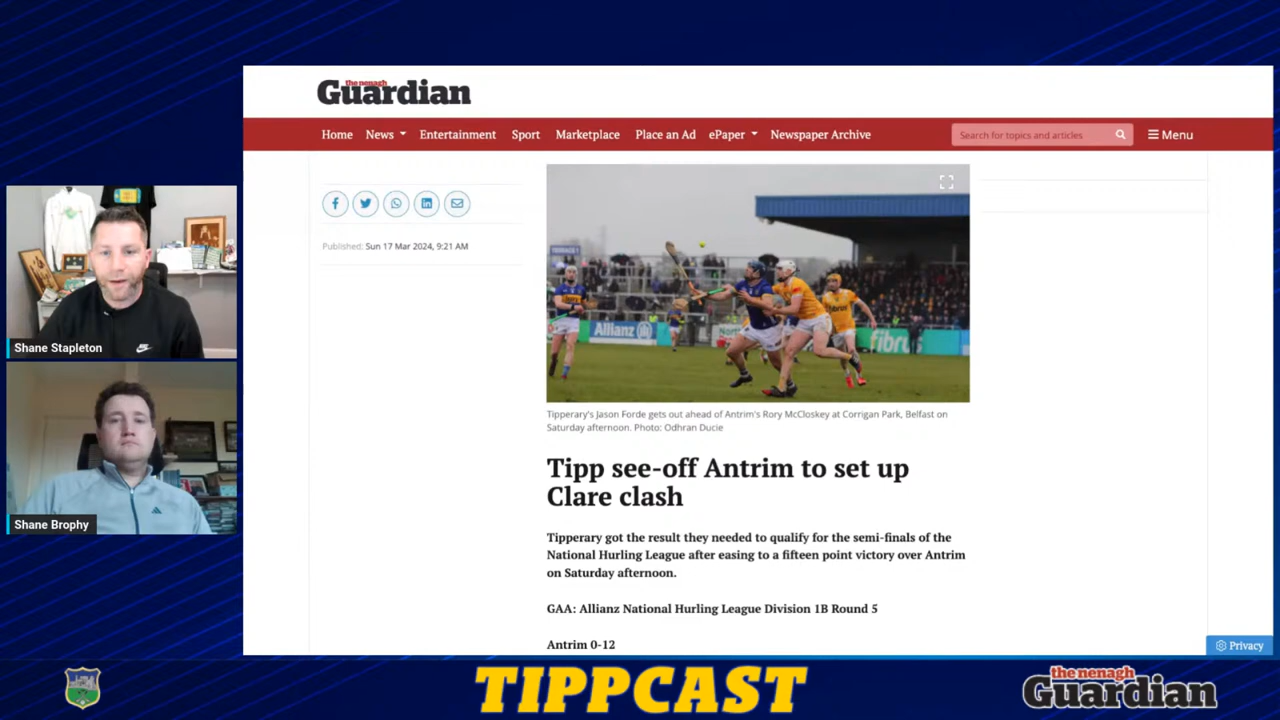 the nenagh
Guardian
Home News Entertainment Sport Marketplace Place an Ad ePaper Newspaper Archive
Search for topics and articles
Menu
Published: Sun 17 Mar 2024, 9:21 AM
Allianz
fibrus
Tipperary's Jason Forde gets out ahead of Antrim's Rory McCloskey at Corrigan Park, Belfast on
Saturday afternoon. Photo: Odhran Ducie
Tipp see-off Antrim to set up
Clare clash
Tipperary got the result they needed to qualify for the semi-finals of the
National Hurling League after easing to a fifteen point victory over Antrim
on Saturday afternoon.
GAA: Allianz National Hurling League Division 1B Round 5
Antrim 0-12
Privacy
Shane Stapleton
Shane Brophy
TIPPCAST
the nenagh
Guardian